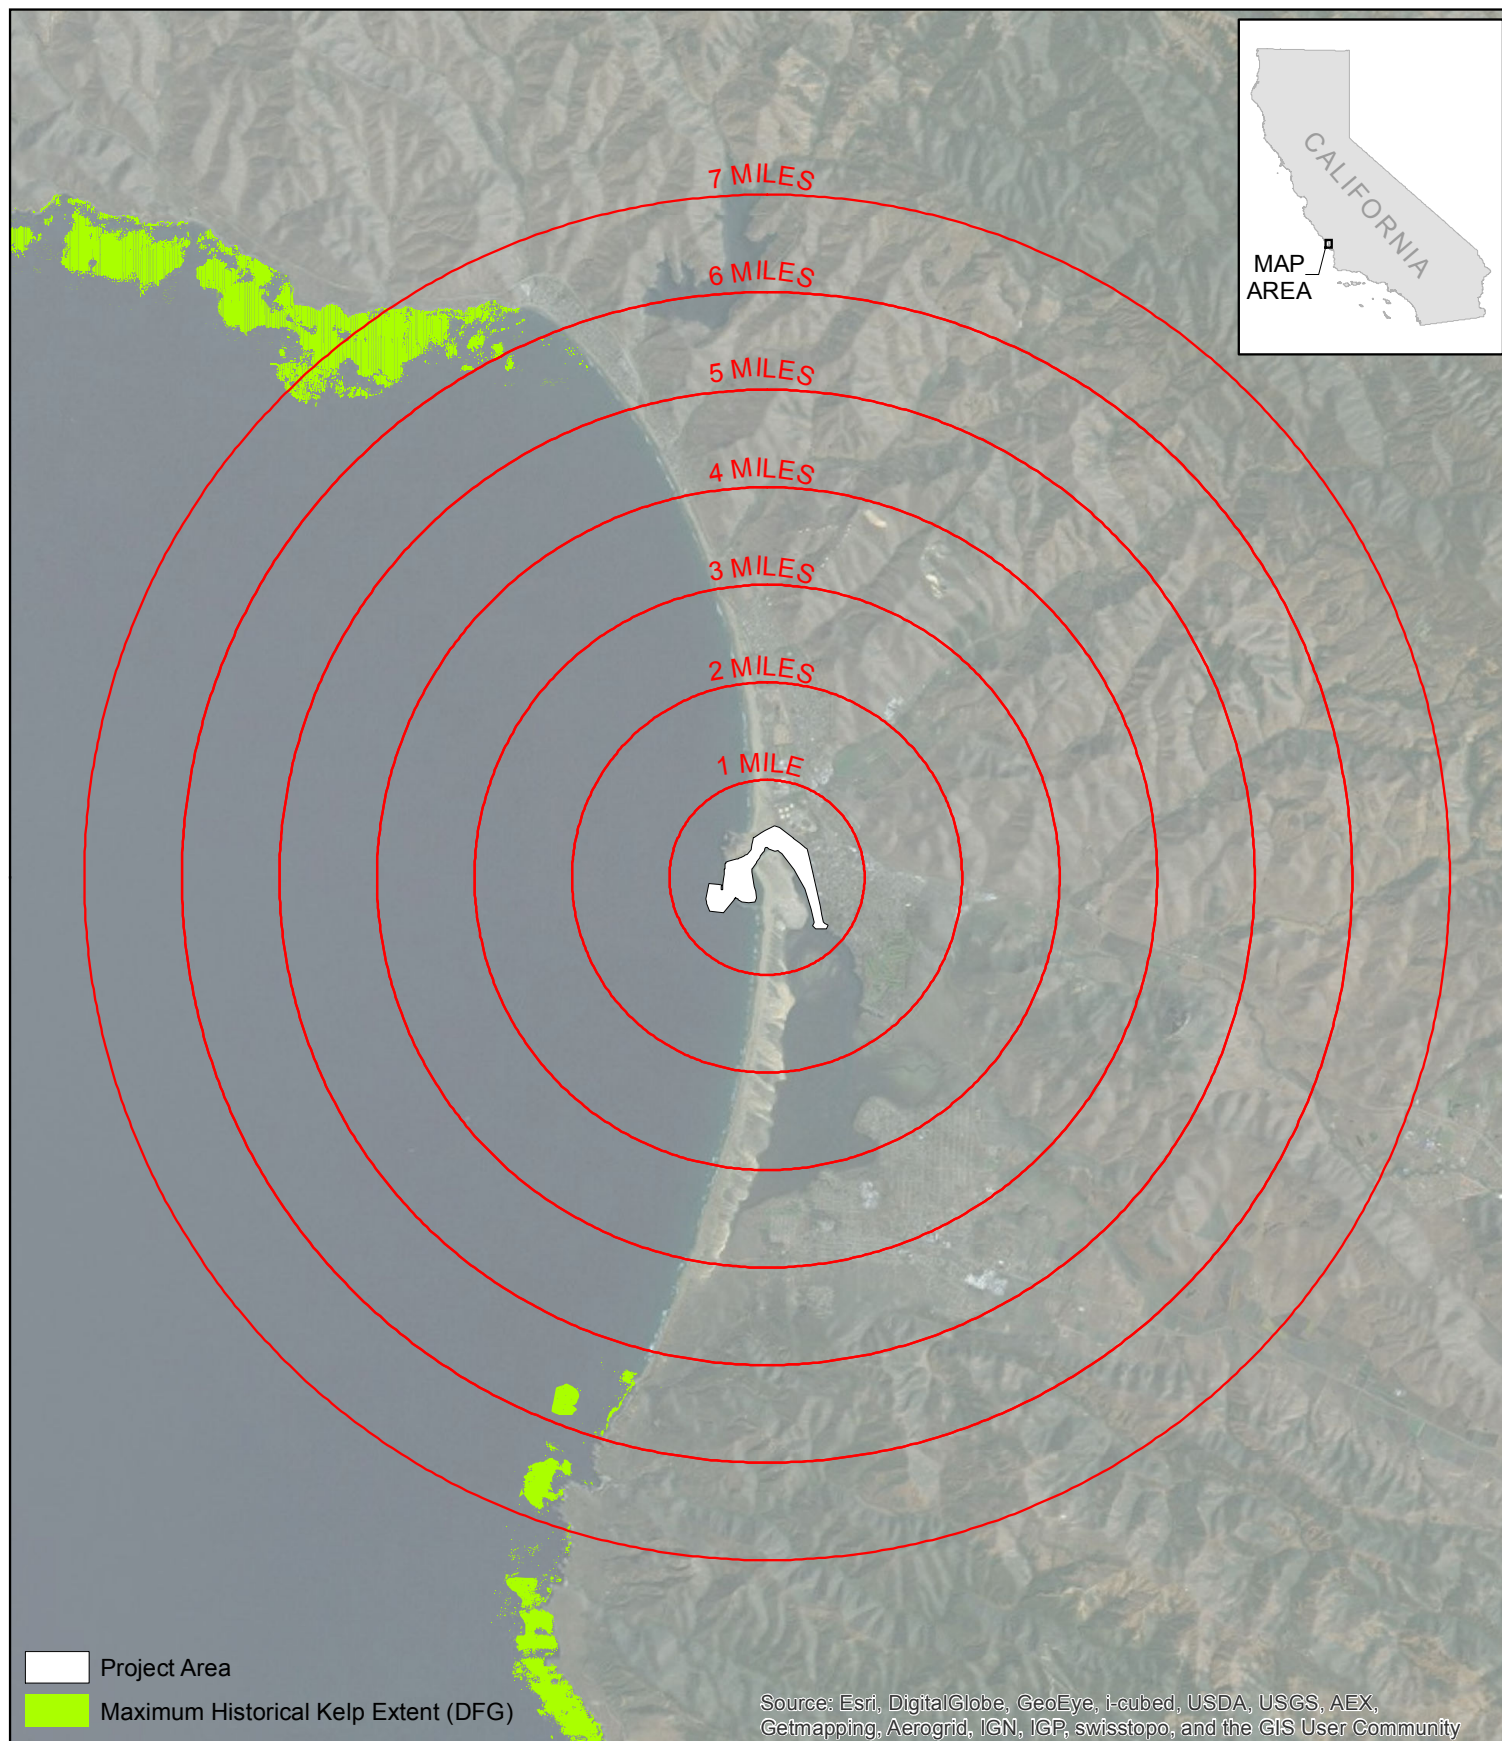 CALIFORNIA
MAP
AREA
7 MILES
6 MILES
5 MILES
4 MILES
3 MILES
2 MILES
1 MILE
Project Area
Maximum Historical Kelp Extent (DFG)
Source: Esri, DigitalGlobe, GeoEye, i-cubed, USDA, USGS, AEX,
Getmapping, Aerogrid, IGN, IGP, swisstopo, and the GIS User Community